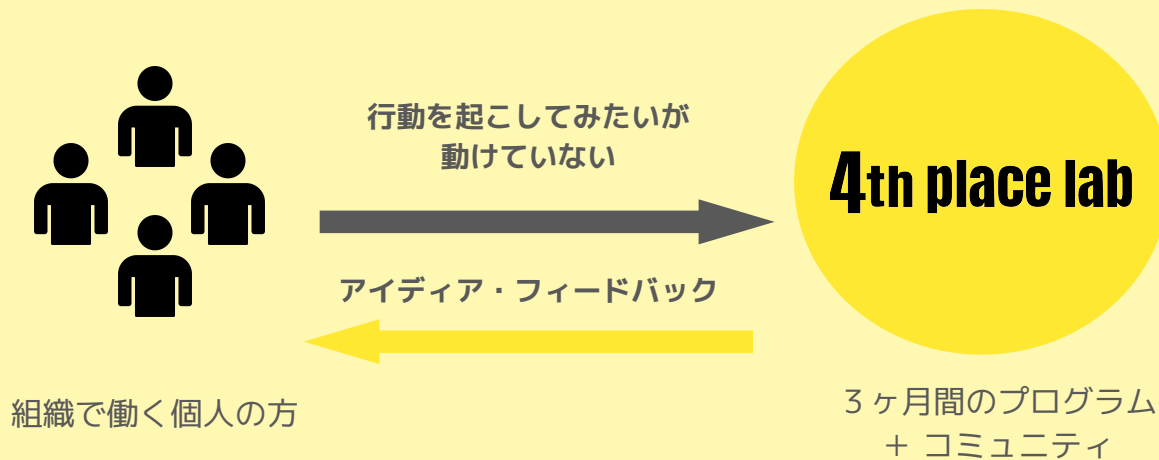 行動を起こしてみたいが
動けていない
4th place lab
アイディア・フィードバック
組織で働く個人の方
３ヶ月間のプログラム
＋ コミュニティ